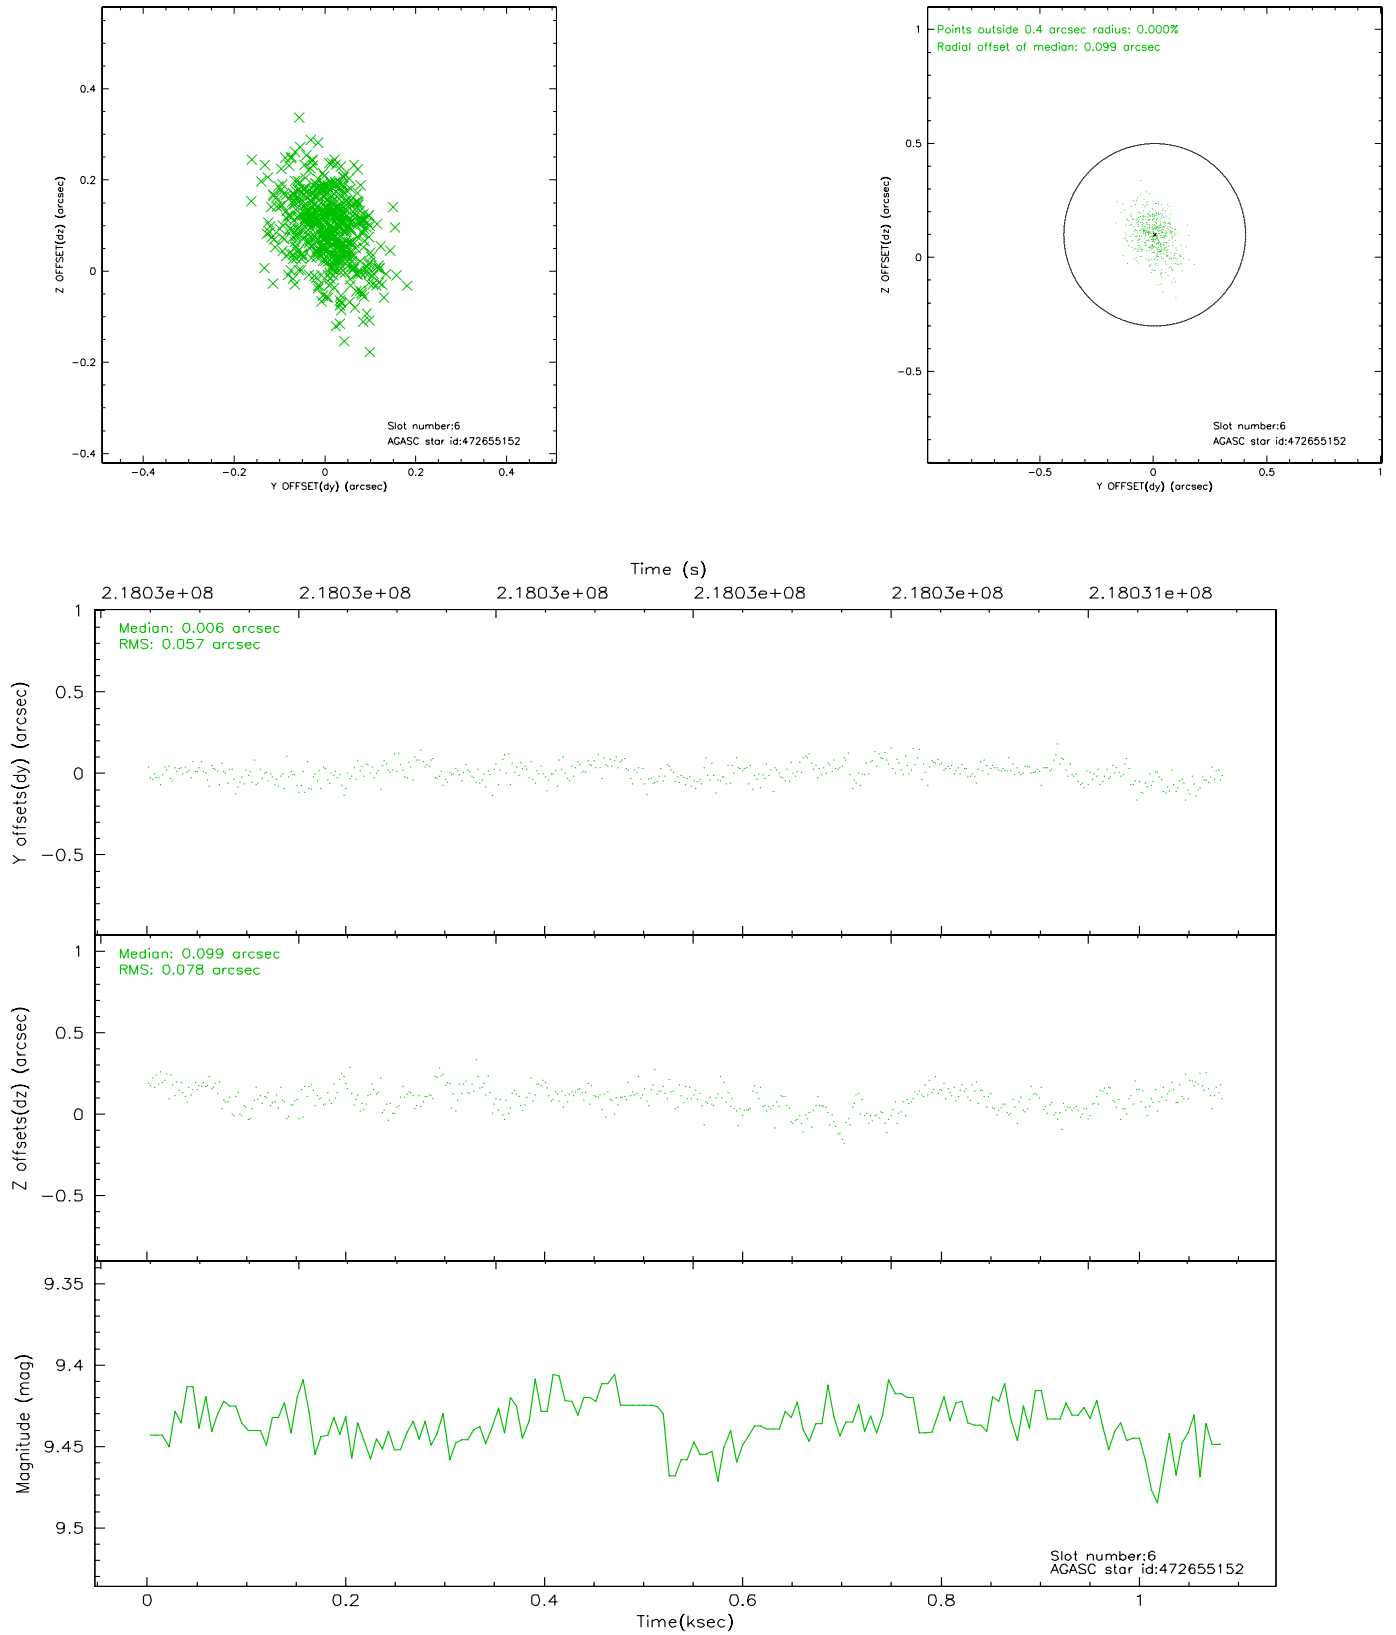 0.4
0.2
0
−0.2
−0.4
Z OFFSET(dz) (arcsec)
−0.4 −0.2 0 0.2 0.4
Y OFFSET(dy) (arcsec)
Slot number:6
AGASC star id:472655152
Points outside 0.4 arcsec radius: 0.000%
Radial offset of median: 0.099 arcsec
1
0.5
0
−0.5
Z OFFSET(dz) (arcsec)
−0.5 0 0.5 1
Y OFFSET(dy) (arcsec)
Slot number:6
AGASC star id:472655152
Time (s)
2.1803e+08 2.1803e+08 2.1803e+08 2.1803e+08 2.1803e+08 2.18031e+08
Median: 0.006 arcsec
RMS: 0.057 arcsec
1
0.5
0
−0.5
Y offsets(dy) (arcsec)
Median: 0.099 arcsec
RMS: 0.078 arcsec
1
0.5
0
−0.5
Z offsets(dz) (arcsec)
9.35
9.4
9.45
9.5
Magnitude (mag)
Slot number:6
AGASC star id:472655152
0 0.2 0.4 0.6 0.8 1
Time(ksec)